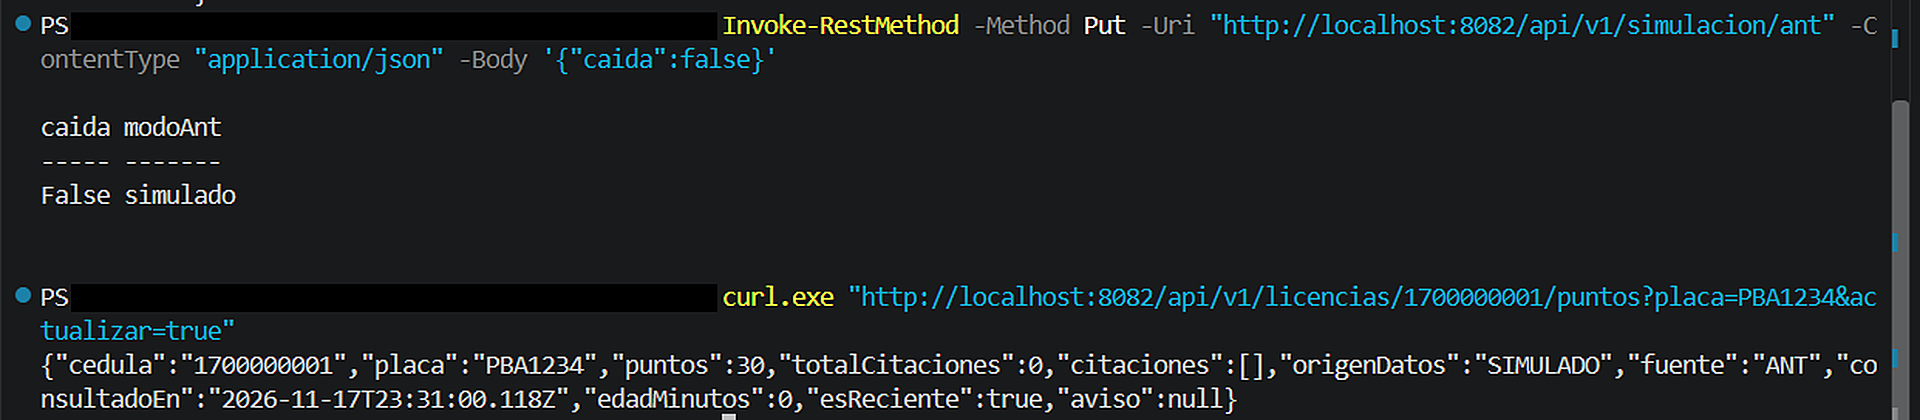 PS Invoke-RestMethod -Method Put -Uri "http://localhost:8082/api/v1/simulacion/ant" -C
ontentType "application/json" -Body '{"caida":false}'
caida modoAnt
----- -------
False simulado
PS curl.exe "http://localhost:8082/api/v1/licencias/1700000001/puntos?placa=PBA1234&ac
tualizar=true"
{"cedula":"1700000001","placa":"PBA1234","puntos":30,"totalCitaciones":0,"citaciones":[],"origenDatos":"SIMULADO","fuente":"ANT","co
nsultadoEn":"2026-11-17T23:31:00.118Z","edadMinutos":0,"esReciente":true,"aviso":null}